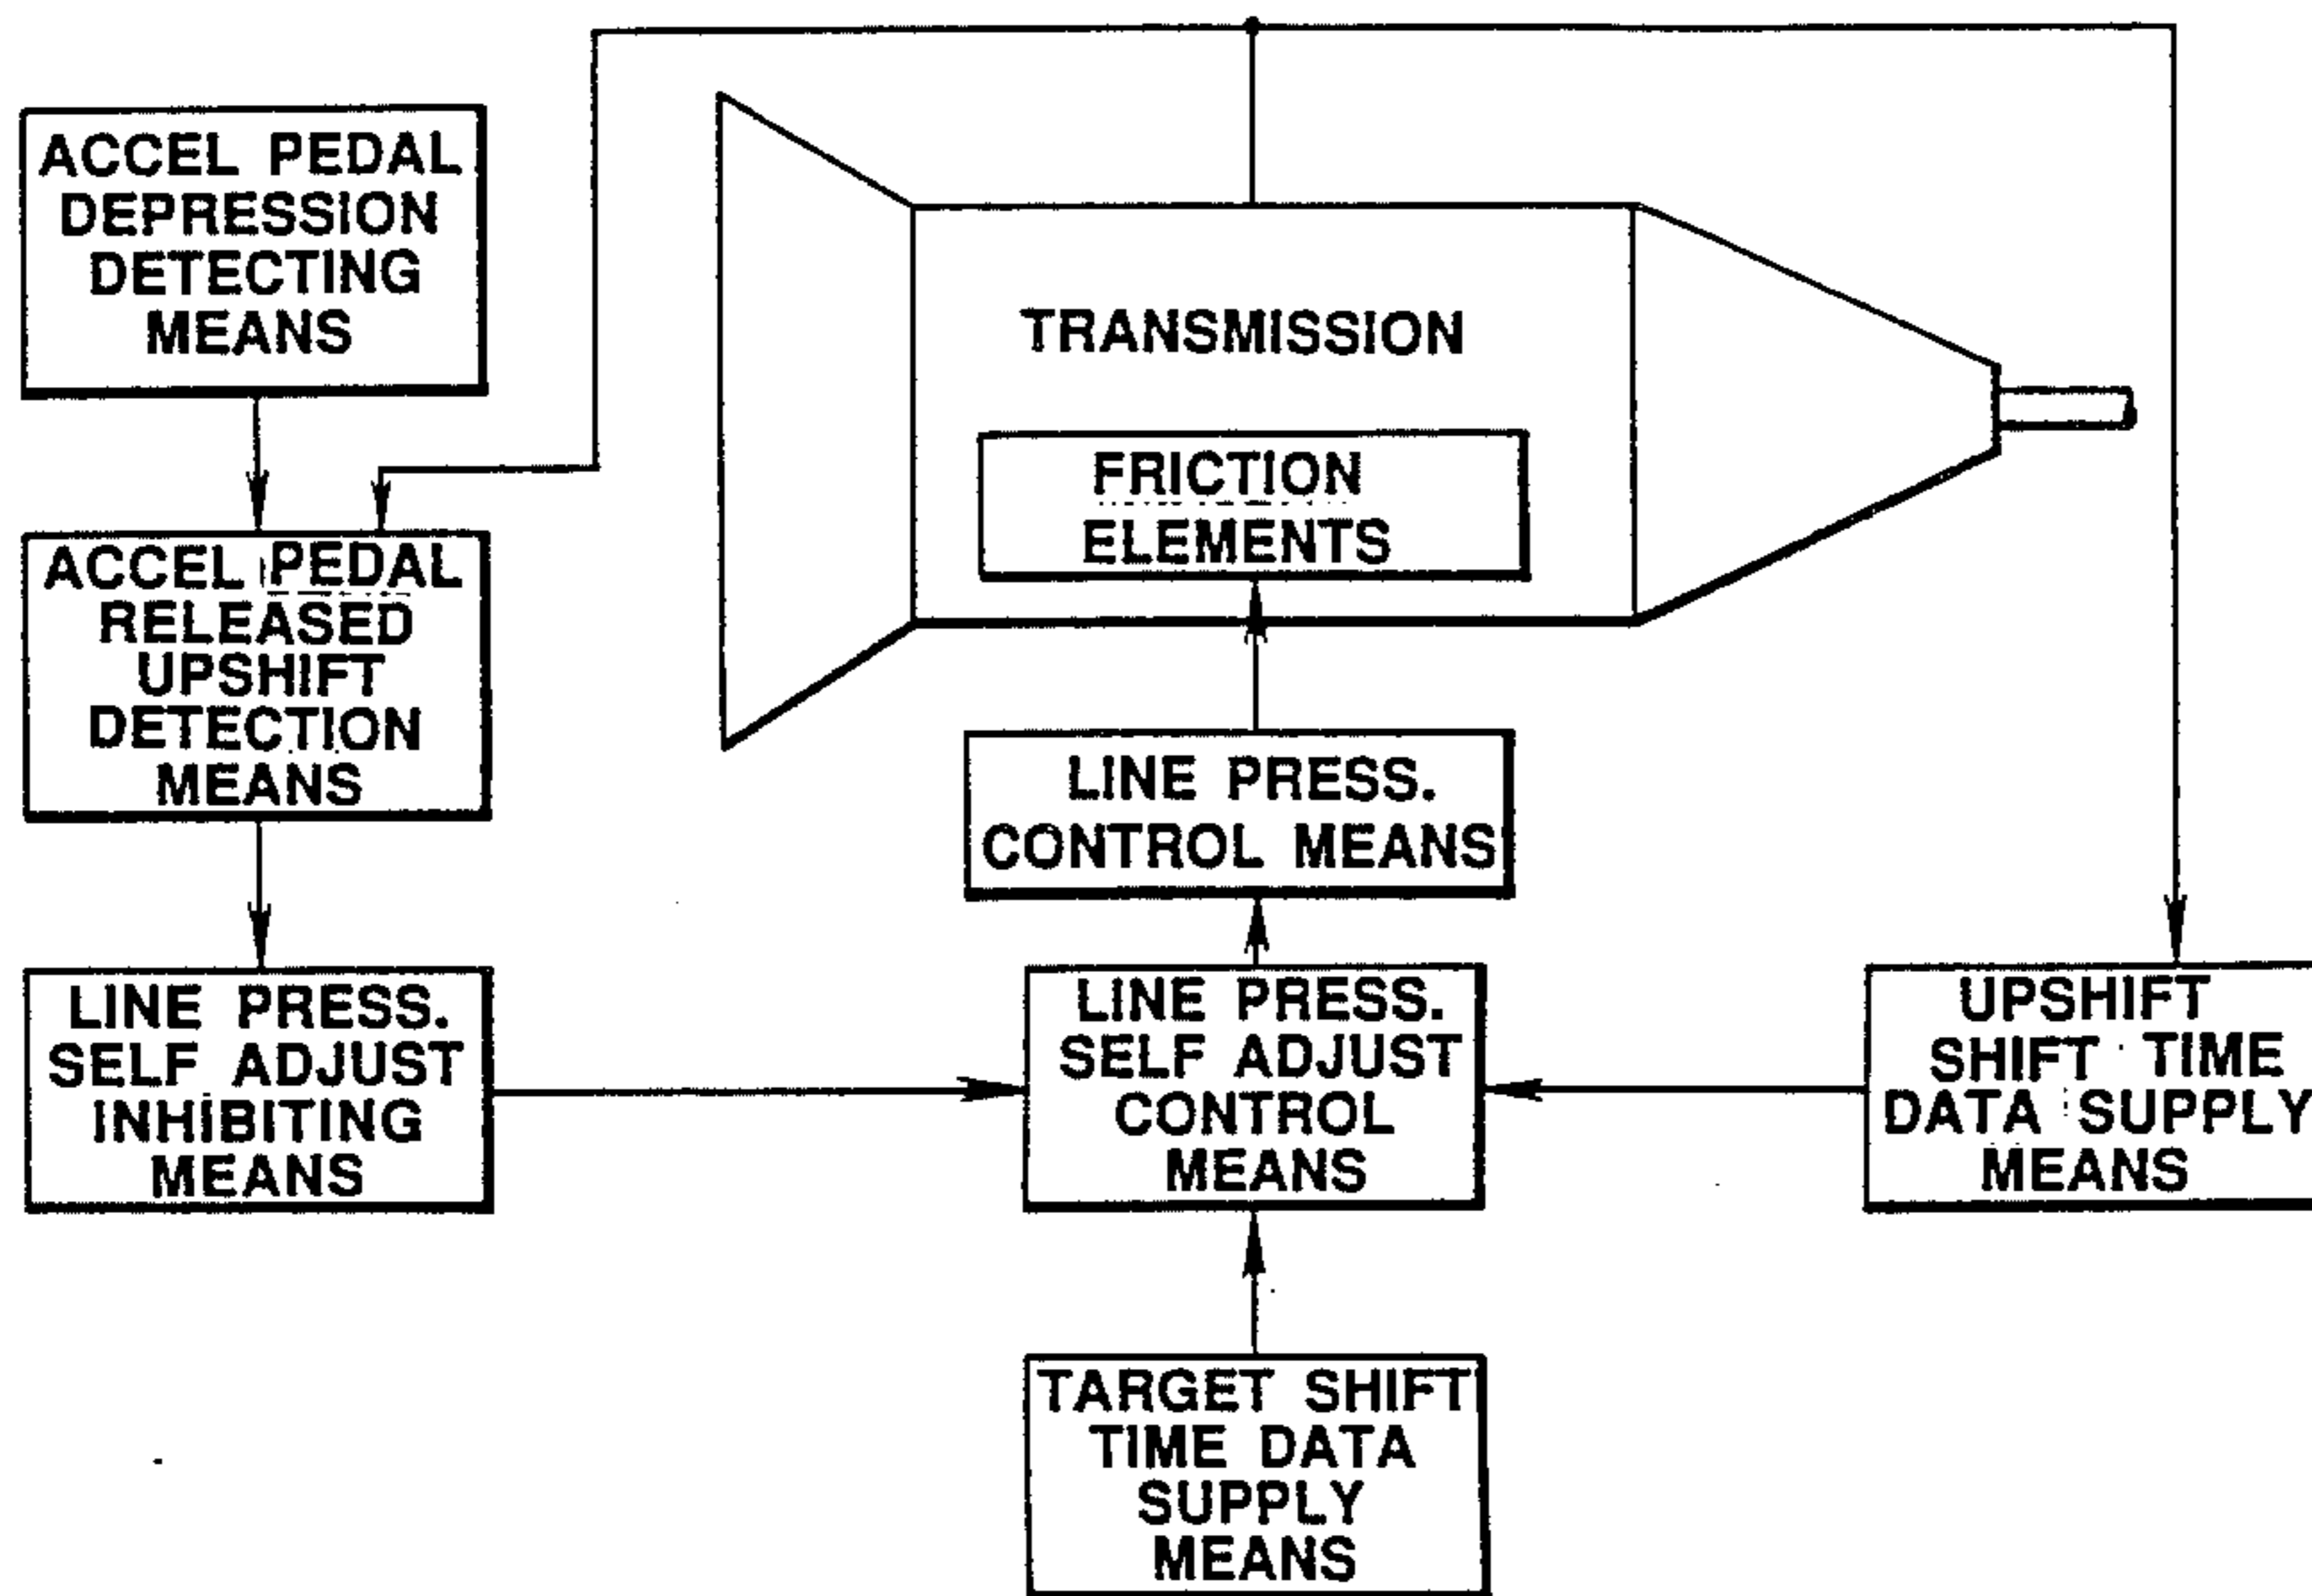 ACCEL PEDAL
DEPRESSION
DETECTING
MEANS
TRANSMISSION
FRICTION
ELEMENTS
ACCEL PEDAL
RELEASED
UPSHIFT
DETECTION
MEANS
LINE PRESS.
CONTROL MEANS
LINE PRESS.
SELF ADJUST
INHIBITING
MEANS
LINE PRESS.
SELF ADJUST
CONTROL
MEANS
UPSHIFT
SHIFT TIME
DATA SUPPLY
MEANS
TARGET SHIFT
TIME DATA
SUPPLY
MEANS